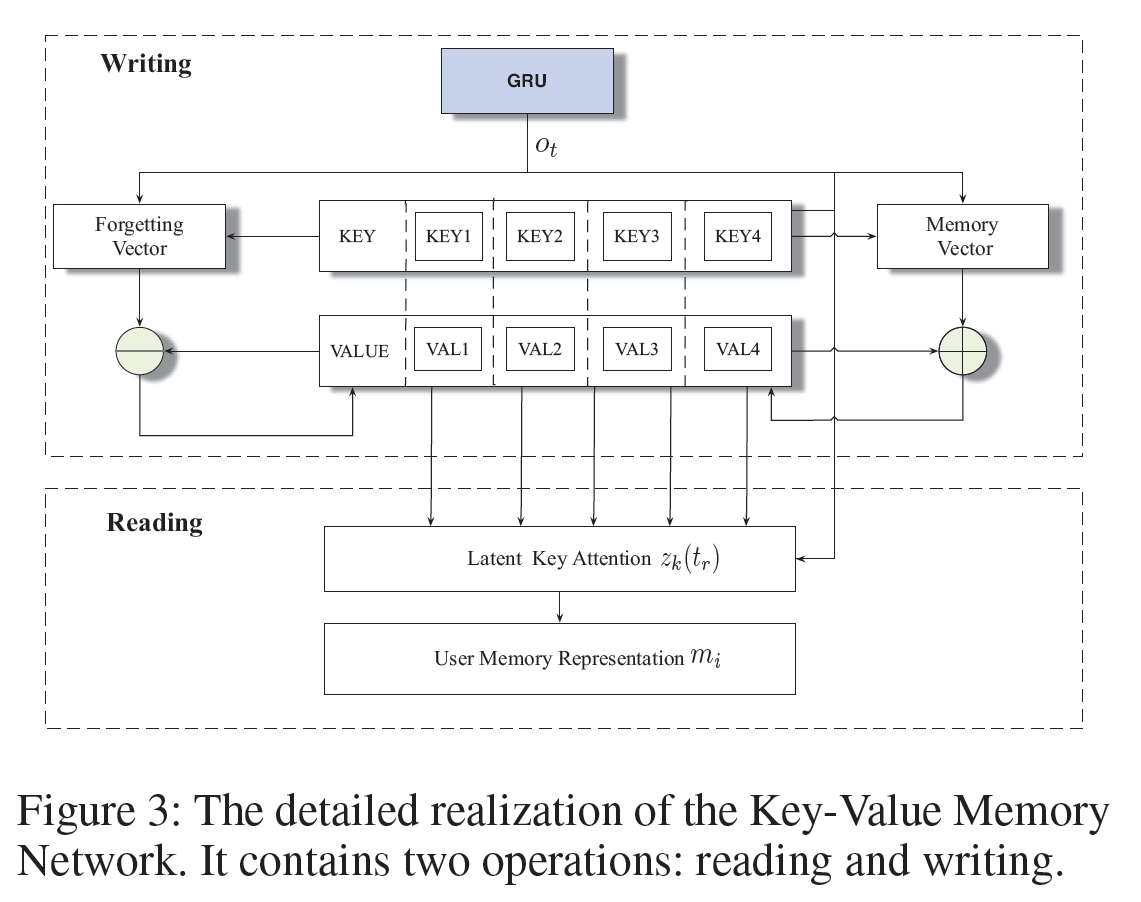 Writing
GRU
o_t
Forgetting
Vector
KEY
KEY1
KEY2
KEY3
KEY4
Memory
Vector
VALUE
VAL1
VAL2
VAL3
VAL4
Reading
Latent Key Attention z_k(t_r)
User Memory Representation m_i
Figure 3: The detailed realization of the Key-Value Memory
Network. It contains two operations: reading and writing.